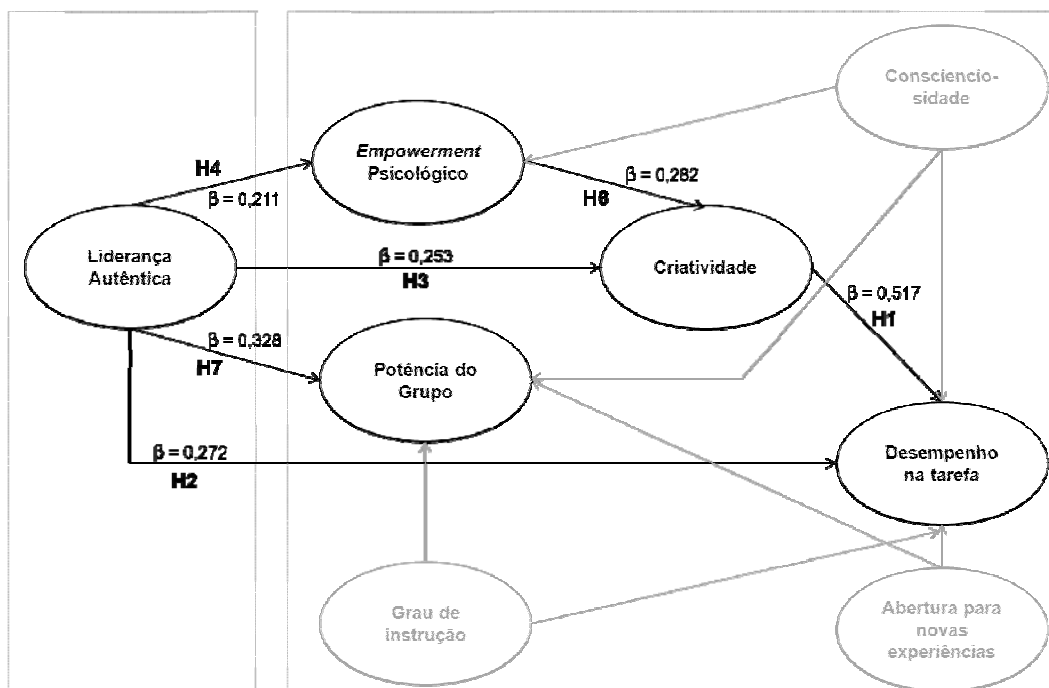 Consciencio-
sidade
Empowerment
Psicológico
H4
β = 0,211
β = 0,282
H6
Liderança
Autêntica
β = 0,253
H3
Criatividade
β = 0,517
H1
β = 0,328
H7
Potência do
Grupo
β = 0,272
H2
Desempenho
na tarefa
Grau de
instrução
Abertura para
novas
experiências